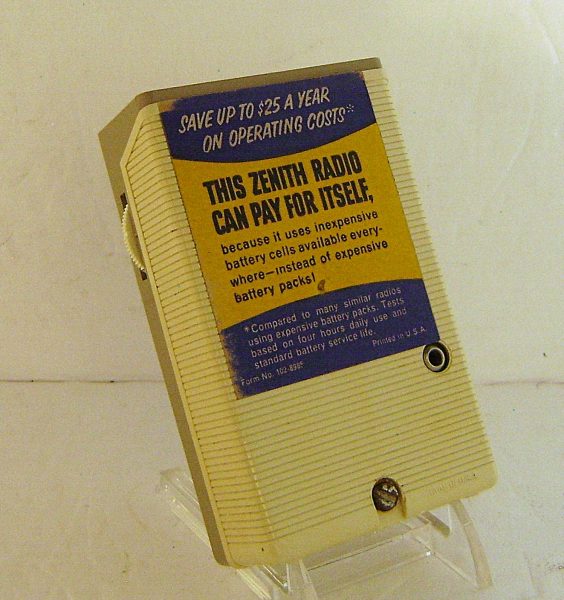 SAVE UP TO $25 A YEAR
ON OPERATING COSTS*
THIS ZENITH RADIO
CAN PAY FOR ITSELF,
because it uses inexpensive
battery cells available every-
where—instead of expensive
battery packs!
*Compared to many similar radios
using expensive battery packs. Tests
based on four hours daily use and
standard battery service life.
Printed in U.S.A.
Form No.